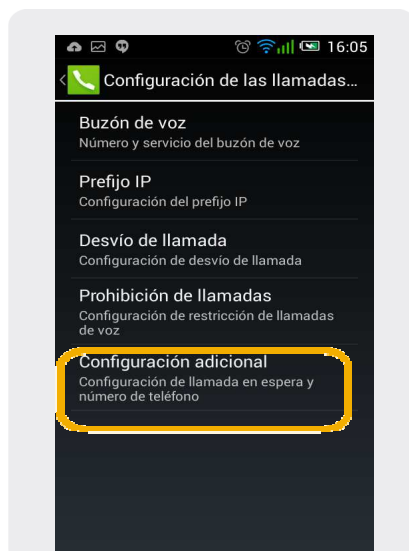 16:05
Configuración de las llamadas...
Buzón de voz
Número y servicio del buzón de voz
Prefijo IP
Configuración del prefijo IP
Desvío de llamada
Configuración de desvío de llamada
Prohibición de llamadas
Configuración de restricción de llamadas
de voz
Configuración adicional
Configuración de llamada en espera y
número de teléfono